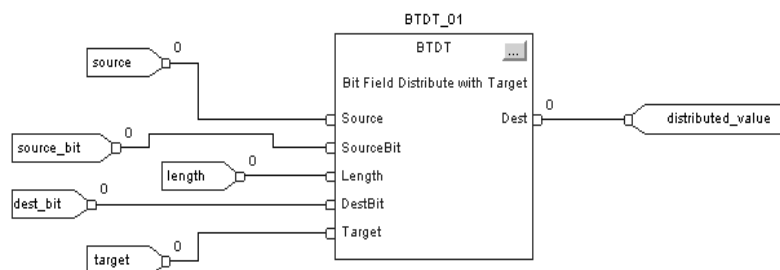 BTDT_01
BTDT
...
Bit Field Distribute with Target
0
source
Source
Dest
0
distributed_value
0
source_bit
SourceBit
0
length
Length
0
dest_bit
DestBit
0
target
Target